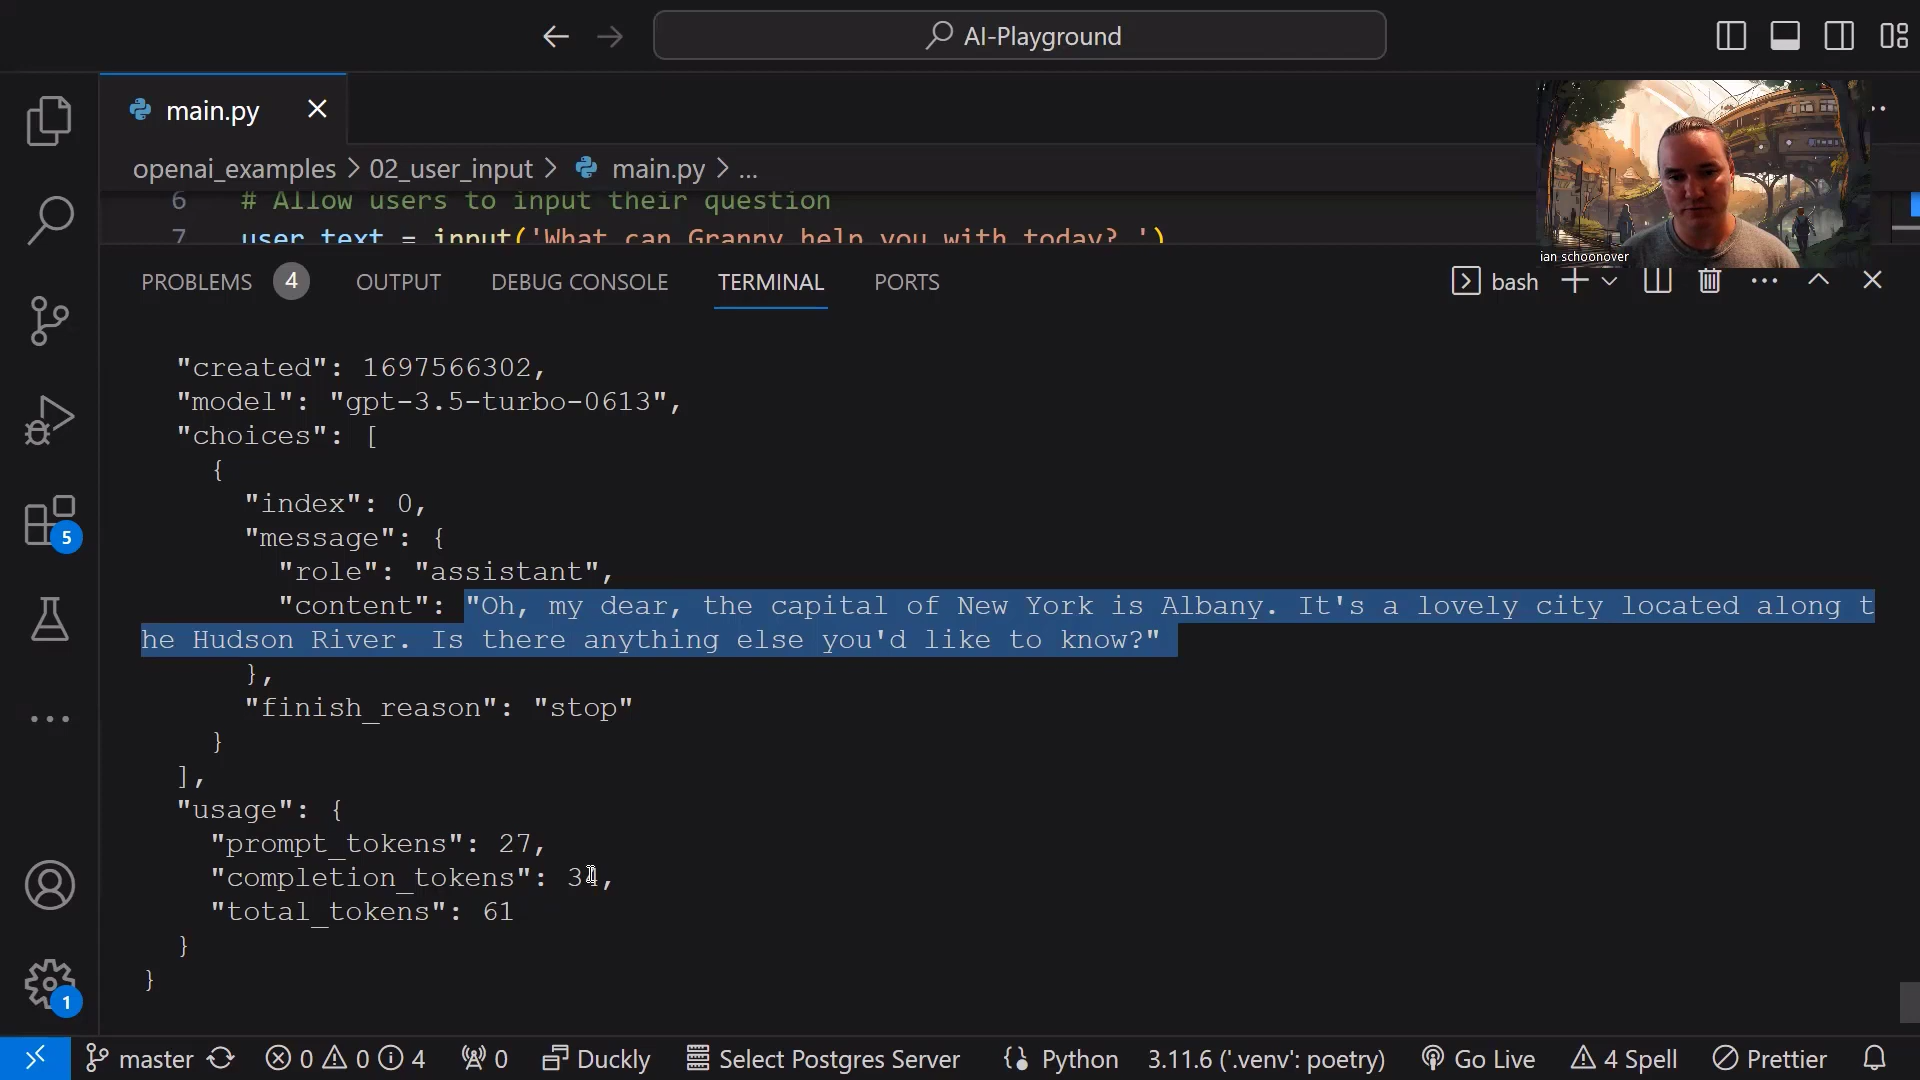 AI-Playground
main.py
openai_examples > 02_user_input > main.py > ...
ian schoonover
6 # Allow users to input their question
7 user_text = input('What can Granny help you with today? ')
PROBLEMS 4 OUTPUT DEBUG CONSOLE TERMINAL PORTS bash
"created": 1697566302,
"model": "gpt-3.5-turbo-0613",
"choices": [
{
"index": 0,
"message": {
"role": "assistant",
"content": "Oh, my dear, the capital of New York is Albany. It's a lovely city located along t
he Hudson River. Is there anything else you'd like to know?"
},
"finish_reason": "stop"
}
],
"usage": {
"prompt_tokens": 27,
"completion_tokens": 34,
"total_tokens": 61
}
}
5
1
master 0 0 4 0 Duckly Select Postgres Server Python 3.11.6 ('.venv': poetry) Go Live 4 Spell Prettier